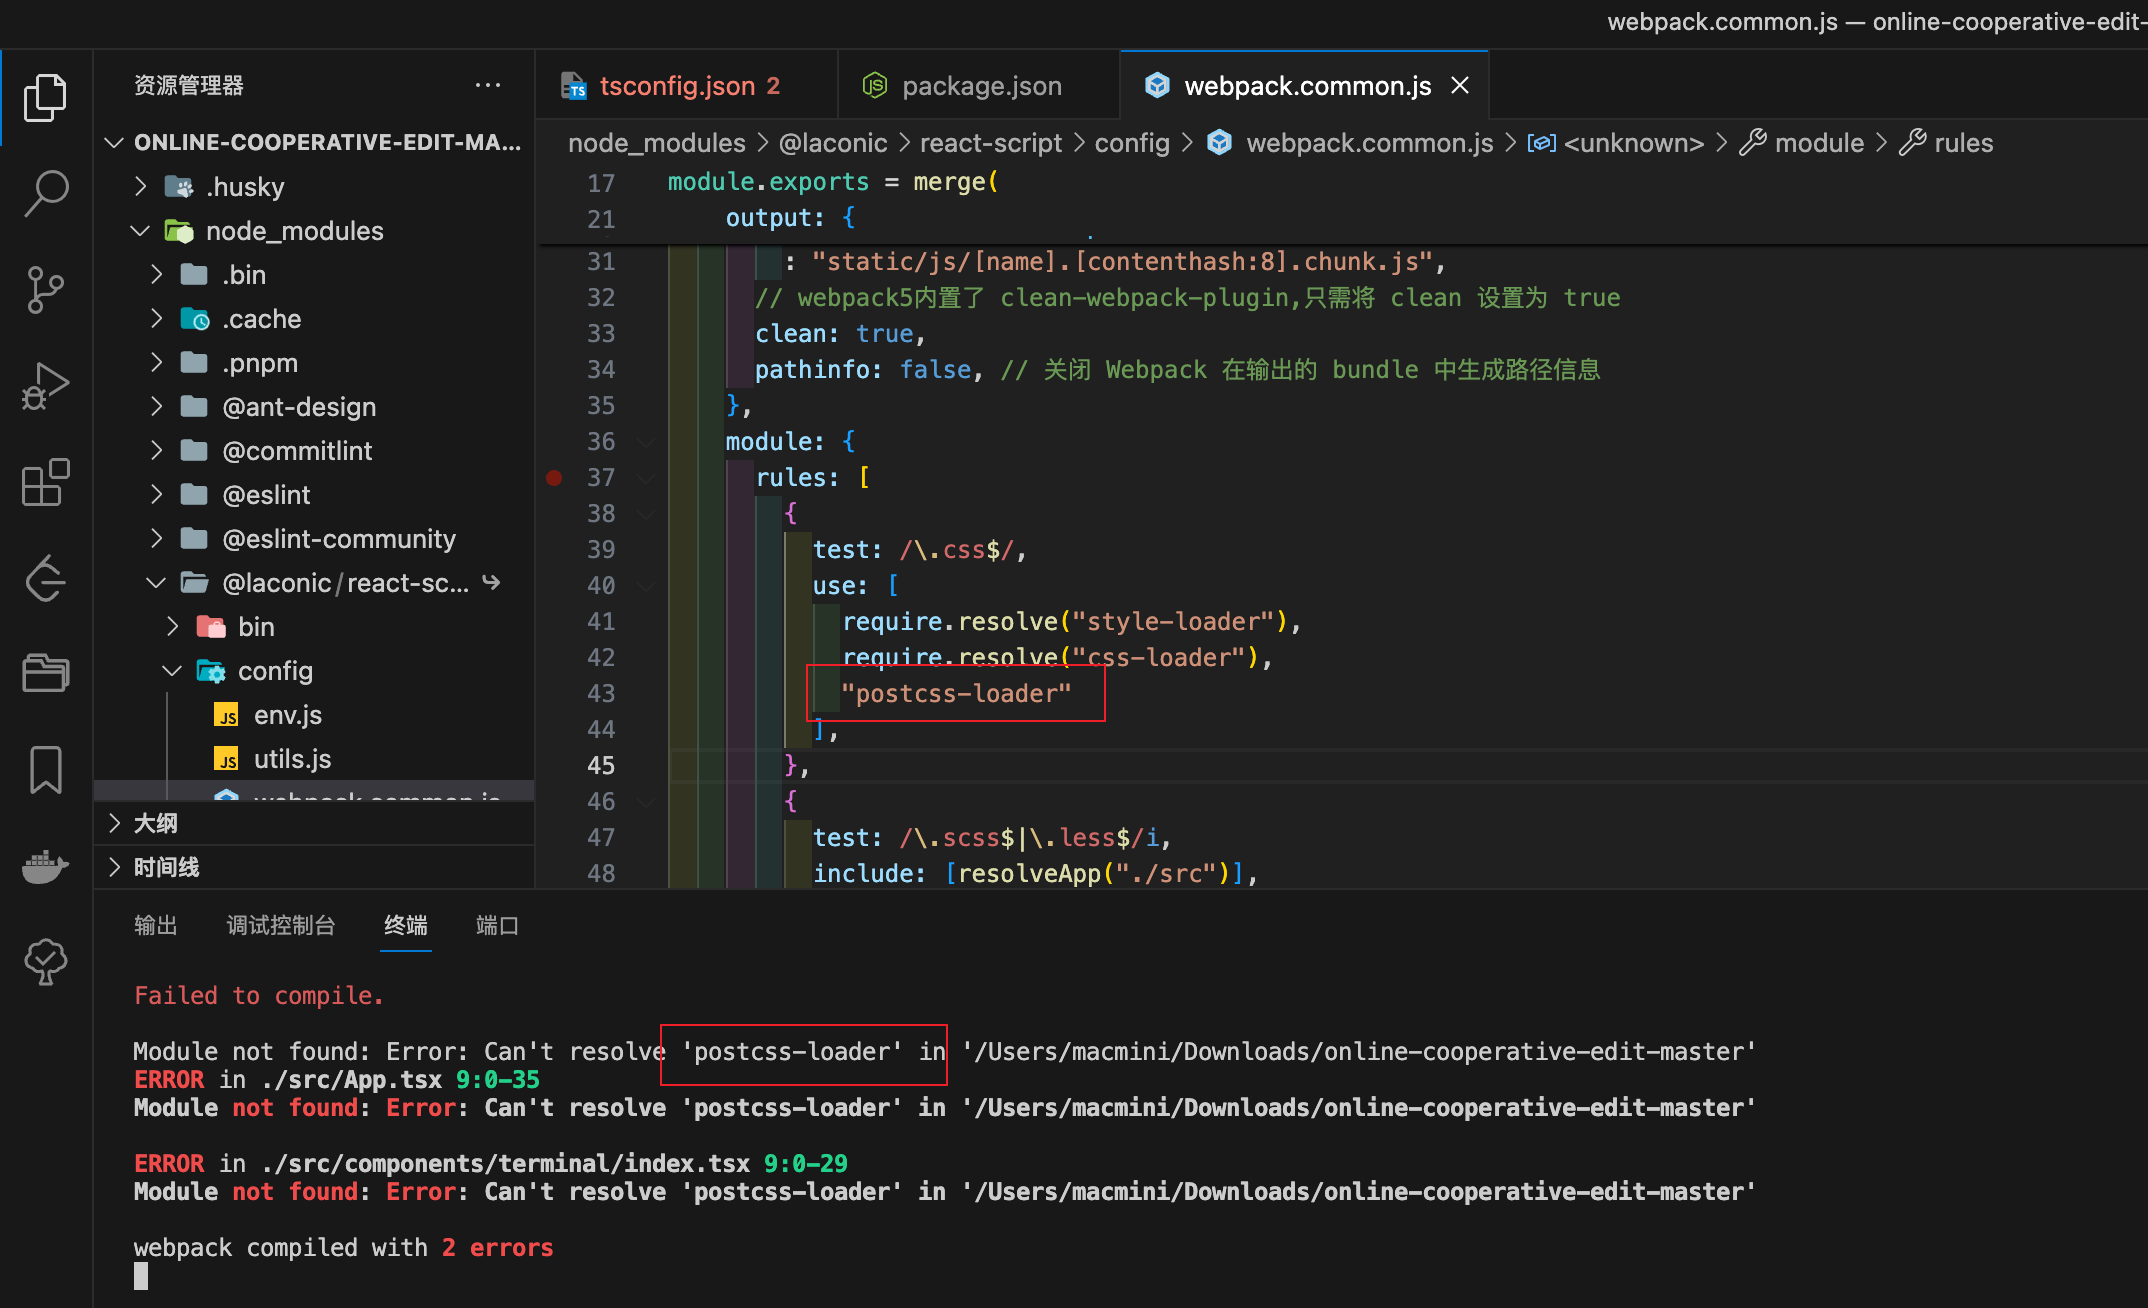 webpack.common.js — online-cooperative-edit-
资源管理器
ONLINE-COOPERATIVE-EDIT-MA...
.husky
node_modules
.bin
.cache
.pnpm
@ant-design
@commitlint
@eslint
@eslint-community
@laconic/react-sc...
bin
config
env.js
utils.js
webpack.common.js
大纲
时间线
tsconfig.json 2
package.json
webpack.common.js
node_modules > @laconic > react-script > config > webpack.common.js > <unknown> > module > rules
17 module.exports = merge(
21 output: {
31 : "static/js/[name].[contenthash:8].chunk.js",
32 // webpack5内置了 clean-webpack-plugin,只需将 clean 设置为 true
33 clean: true,
34 pathinfo: false, // 关闭 Webpack 在输出的 bundle 中生成路径信息
35 },
36 module: {
37 rules: [
38 {
39 test: /\.css$/,
40 use: [
41 require.resolve("style-loader"),
42 require.resolve("css-loader"),
43 "postcss-loader"
44 ],
45 },
46 {
47 test: /\.scss$|\.less$/i,
48 include: [resolveApp("./src")],
输出 调试控制台 终端 端口
Failed to compile.
Module not found: Error: Can't resolve 'postcss-loader' in '/Users/macmini/Downloads/online-cooperative-edit-master'
ERROR in ./src/App.tsx 9:0-35
Module not found: Error: Can't resolve 'postcss-loader' in '/Users/macmini/Downloads/online-cooperative-edit-master'
ERROR in ./src/components/terminal/index.tsx 9:0-29
Module not found: Error: Can't resolve 'postcss-loader' in '/Users/macmini/Downloads/online-cooperative-edit-master'
webpack compiled with 2 errors